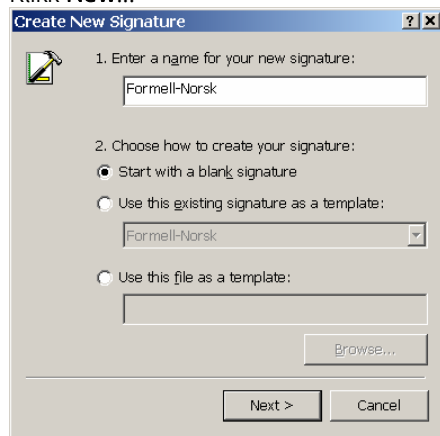 Klikk New...
Create New Signature
1. Enter a name for your new signature:
Formell-Norsk
2. Choose how to create your signature:
Start with a blank signature
Use this existing signature as a template:
Formell-Norsk
Use this file as a template:
Browse...
Next >
Cancel